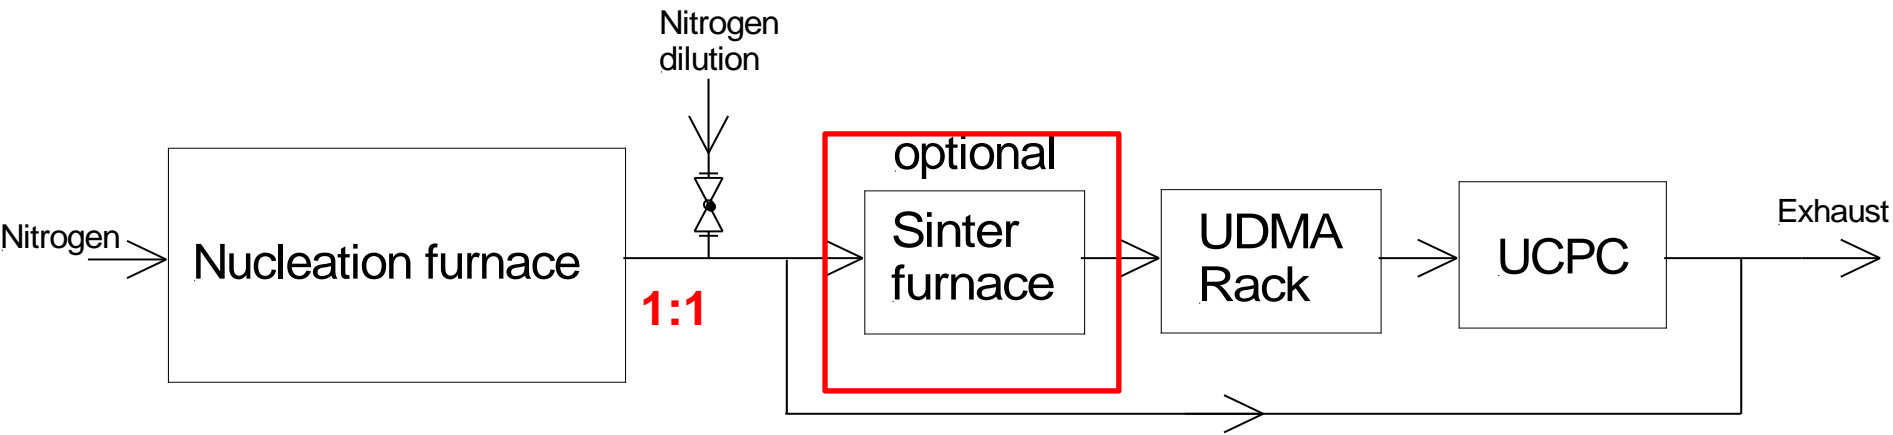 Nitrogen
dilution
optional
Nitrogen
Nucleation furnace
1:1
Sinter
furnace
UDMA
Rack
UCPC
Exhaust